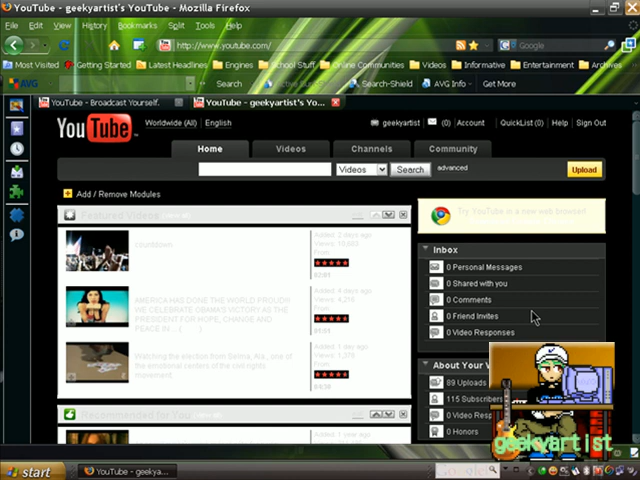 YouTube - geekyartist's YouTube - Mozilla Firefox
File Edit View History Bookmarks Split Tools Help
http://www.youtube.com/
Google
Most Visited Getting Started Latest Headlines Engines School Stuff Online Communities Videos Blogs Informative Entertainment Archives
AVG Search Search-Shield AVG Info Get More
YouTube - Broadcast Yourself. YouTube - geekyartist's Yo...
YouTube Worldwide (All) English geekyartist (0) Account QuickList (0) Help Sign Out
Home Videos Channels Community
Videos Search advanced Upload
Add / Remove Modules
Featured Videos
Try YouTube in a new web browser!
Added: 2 days ago
countdown
Views: 10,683
From:
02:01
Inbox
0 Personal Messages
0 Shared with you
0 Comments
0 Friend Invites
0 Video Responses
Added: 4 days ago
AMERICA HAS DONE THE WORLD PROUD!!
Views: 4,216
WE CELEBRATE OBAMA'S VICTORY AS THE
From:
PRESIDENT FOR HOPE, CHANGE AND
PEACE IN ...
Added: 1 day ago
Watching the election from Selma, Ala., one of
Views: 1,378
the emotional centers of the civil rights
From:
movement
04:38
About Your V
89 Uploads
115 Subscribers
0 Video Resp
0 Honors
Recommended for You
Added: 1 year ago
geekyartist
start YouTube - geekya...